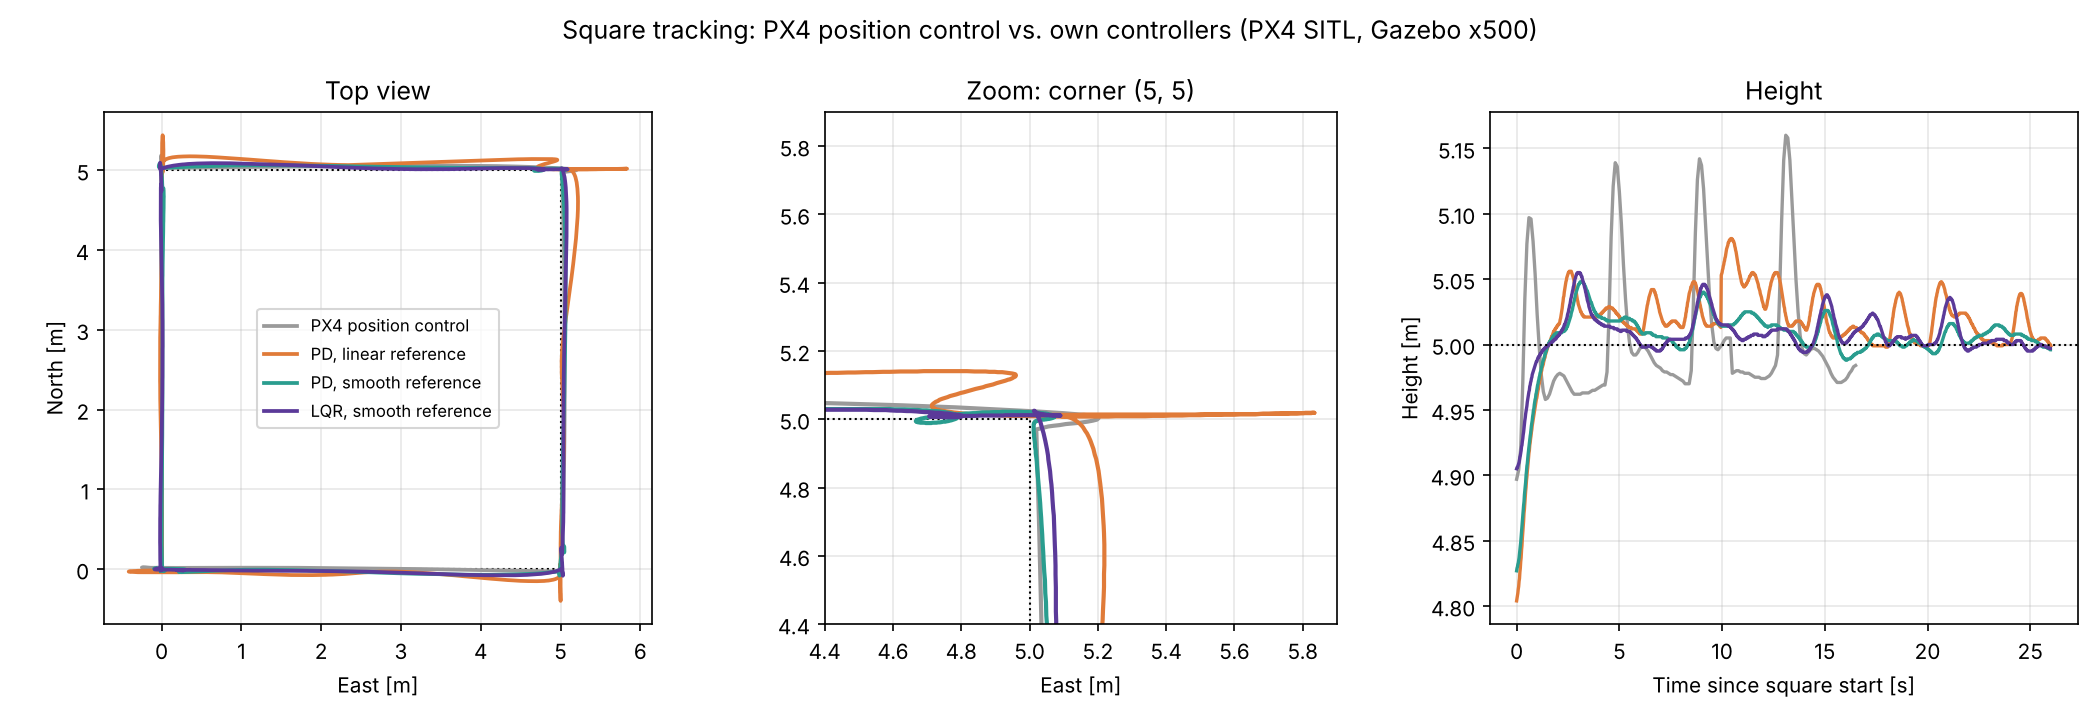 Square tracking: PX4 position control vs. own controllers (PX4 SITL, Gazebo x500)
Top view
5
4
3
2
1
0
North [m]
PX4 position control
PD, linear reference
PD, smooth reference
LQR, smooth reference
0 1 2 3 4 5 6
East [m]
Zoom: corner (5, 5)
5.8
5.6
5.4
5.2
5.0
4.8
4.6
4.4
4.4 4.6 4.8 5.0 5.2 5.4 5.6 5.8
East [m]
Height
5.15
5.10
5.05
5.00
4.95
4.90
4.85
4.80
Height [m]
0 5 10 15 20 25
Time since square start [s]